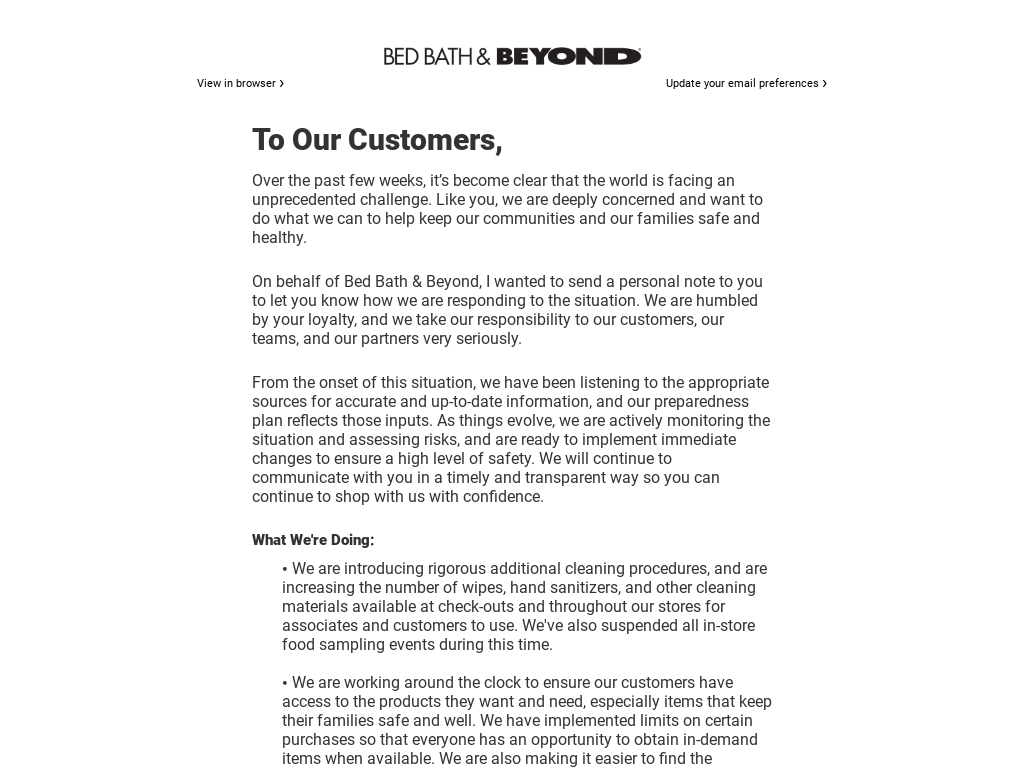 BED BATH & BEYOND
View in browser ›
Update your email preferences ›
To Our Customers,
Over the past few weeks, it’s become clear that the world is facing an
unprecedented challenge. Like you, we are deeply concerned and want to
do what we can to help keep our communities and our families safe and
healthy.
On behalf of Bed Bath & Beyond, I wanted to send a personal note to you
to let you know how we are responding to the situation. We are humbled
by your loyalty, and we take our responsibility to our customers, our
teams, and our partners very seriously.
From the onset of this situation, we have been listening to the appropriate
sources for accurate and up-to-date information, and our preparedness
plan reflects those inputs. As things evolve, we are actively monitoring the
situation and assessing risks, and are ready to implement immediate
changes to ensure a high level of safety. We will continue to
communicate with you in a timely and transparent way so you can
continue to shop with us with confidence.
What We're Doing:
• We are introducing rigorous additional cleaning procedures, and are
increasing the number of wipes, hand sanitizers, and other cleaning
materials available at check-outs and throughout our stores for
associates and customers to use. We've also suspended all in-store
food sampling events during this time.
• We are working around the clock to ensure our customers have
access to the products they want and need, especially items that keep
their families safe and well. We have implemented limits on certain
purchases so that everyone has an opportunity to obtain in-demand
items when available. We are also making it easier to find the